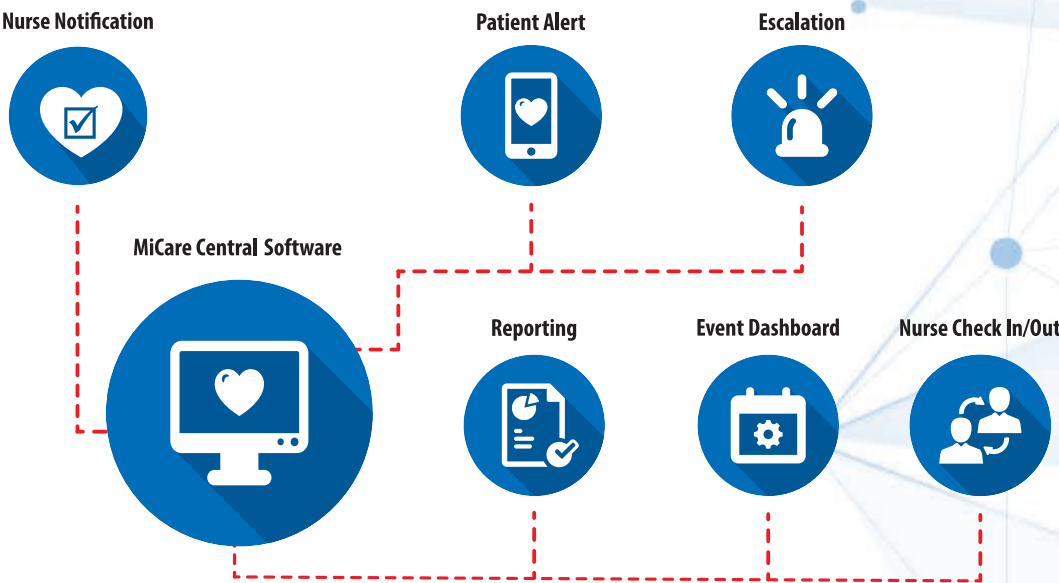 Nurse Notification
Patient Alert
Escalation
MiCare Central Software
Reporting
Event Dashboard
Nurse Check In/Out